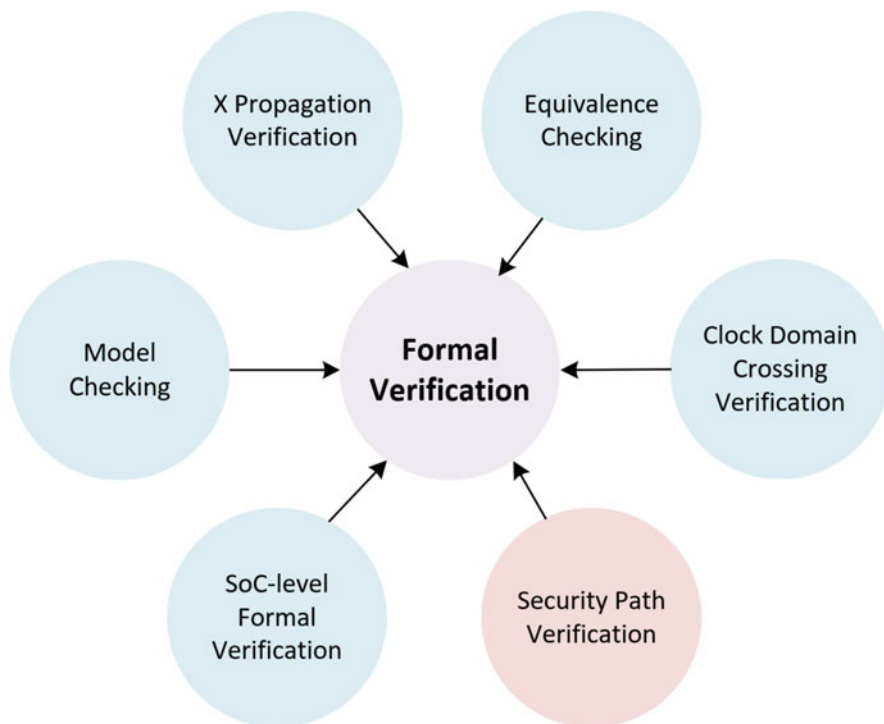 X Propagation
Verification
Equivalence
Checking
Model
Checking
Formal
Verification
Clock Domain
Crossing
Verification
SoC-level
Formal
Verification
Security Path
Verification